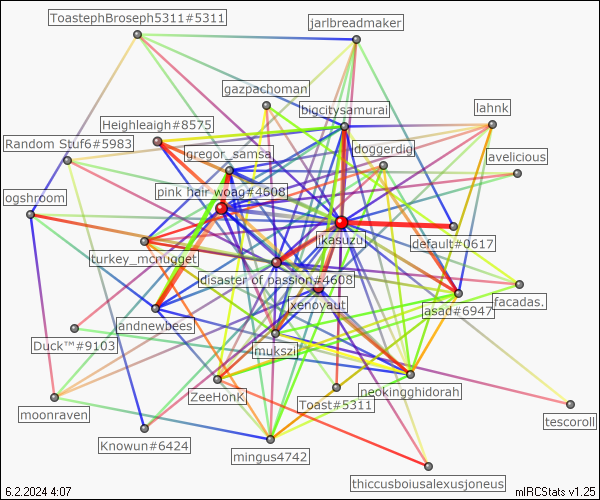 ToastephBroseph5311#5311
jarlbreadmaker
gazpachoman
bigcitysamurai
lahnk
Heighleaigh#8575
Random Stuf6#5983
gregor_samsa
doggerdig
avelicious
ogshroom
pink heir woag#4608
jkasuzu
default#0617
turkey_mcnugget
disaster of passion#4608
xenovaut
facadas.
asad#6947
andnewbees
Duck™#9103
mukszi
neokingghidorah
ZeeHonk
Toast#5311
moonraven
tescoroll
Knowun#6424
mingus4742
thiccusboiusalexusjoneus
6.2.2024 4:07
mIRCStats v1.25